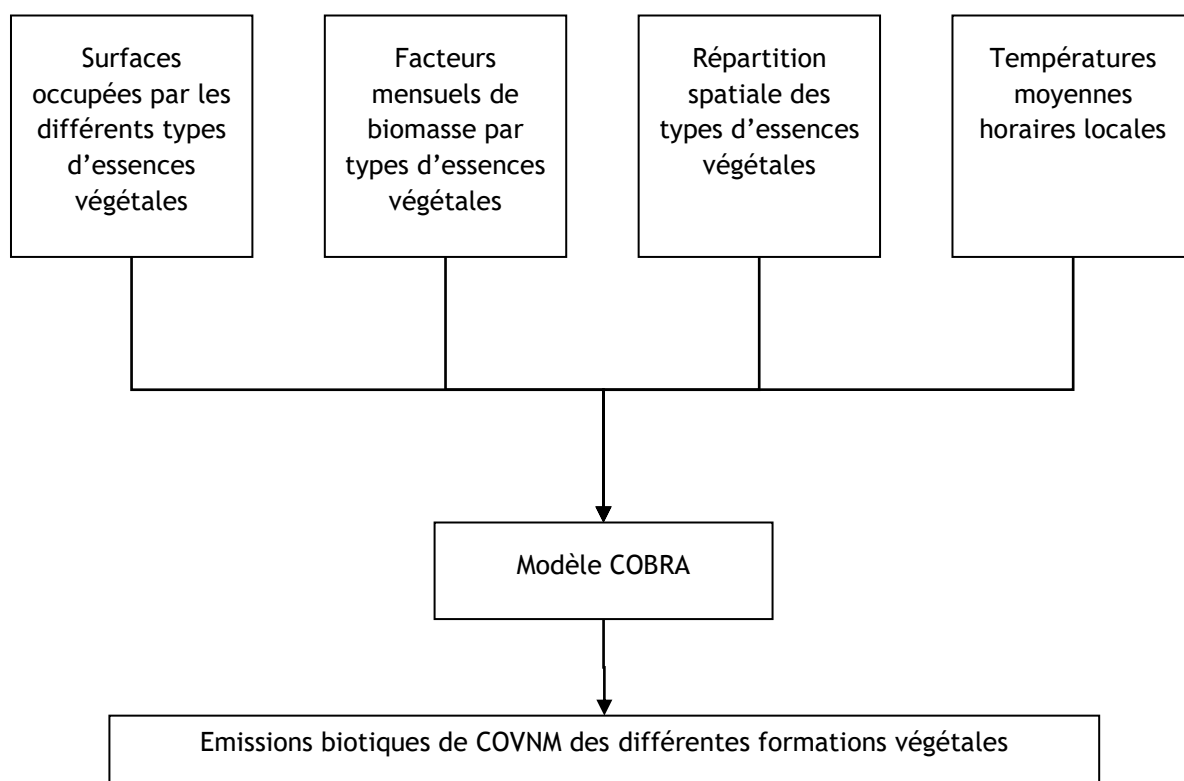 Surfaces
occupées par les
différents types
d’essences
végétales
Facteurs
mensuels de
biomasse par
types d’essences
végétales
Répartition
spatiale des
types d’essences
végétales
Températures
moyennes
horaires locales
Modèle COBRA
Emissions biotiques de COVNM des différentes formations végétales